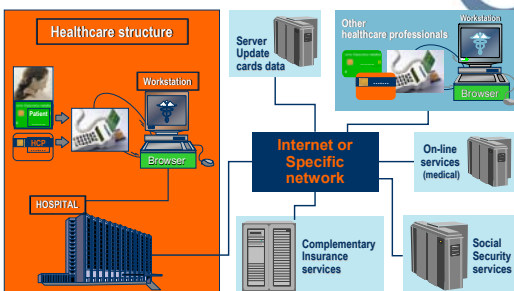 Healthcare structure
Workstation
Patient
HCP
Browser
HOSPITAL
Server
Update
cards data
Other
healthcare professionals
Workstation
Browser
Internet or
Specific
network
On-line
services
(medical)
Complementary
Insurance
services
Social
Security
services